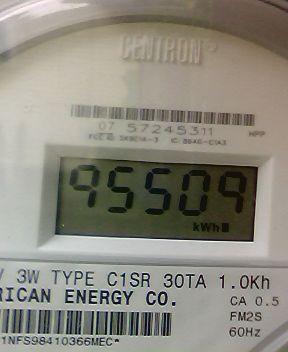 CENTRON®
07 57245311
HPP
95509
kWh
V 3W TYPE C1SR 30TA 1.0Kh
RICAN ENERGY CO.
CA 0.5
FM2S
60Hz
1NFS98410366MEC*